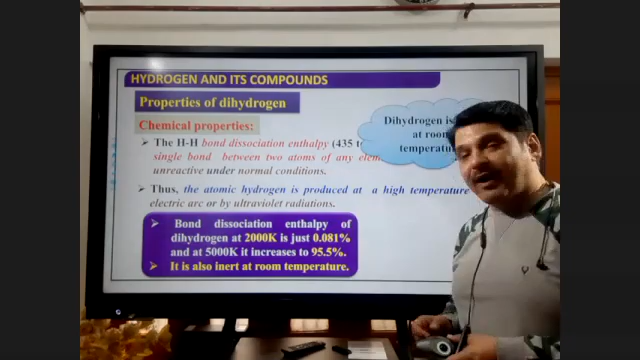 HYDROGEN AND ITS COMPOUNDS
Properties of dihydrogen
Chemical properties:
➢ The H-H bond dissociation enthalpy (435
single bond between two atoms of any
unreactive under normal conditions.
➢ Thus, the atomic hydrogen is produced at a high temperature
electric arc or by ultraviolet radiations.
Dihydrogen is
at room
➢ Bond dissociation enthalpy of
dihydrogen at 2000K is just 0.081%
and at 5000K it increases to 95.5%.
➢ It is also inert at room temperature.